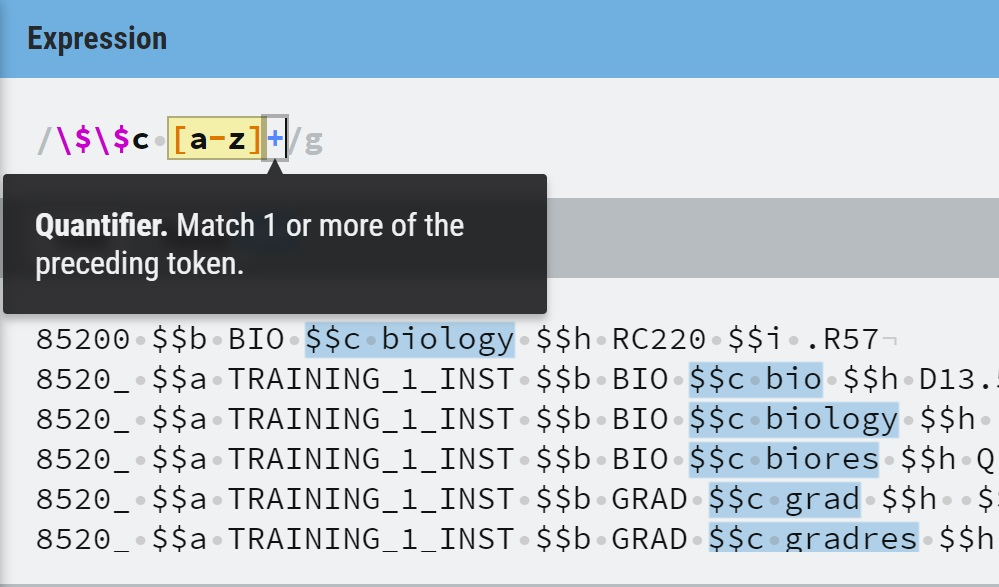 Expression
/\$\$c [a-z]+/g
Quantifier. Match 1 or more of the
preceding token.
85200 $$b BIO $$c biology $$h RC220 $$i .R57¬
8520_ $$a TRAINING_1_INST $$b BIO $$c bio $$h D13.
8520_ $$a TRAINING_1_INST $$b BIO $$c biology $$h
8520_ $$a TRAINING_1_INST $$b BIO $$c biores $$h Q
8520_ $$a TRAINING_1_INST $$b GRAD $$c grad $$h $
8520_ $$a TRAINING_1_INST $$b GRAD $$c gradres $$h